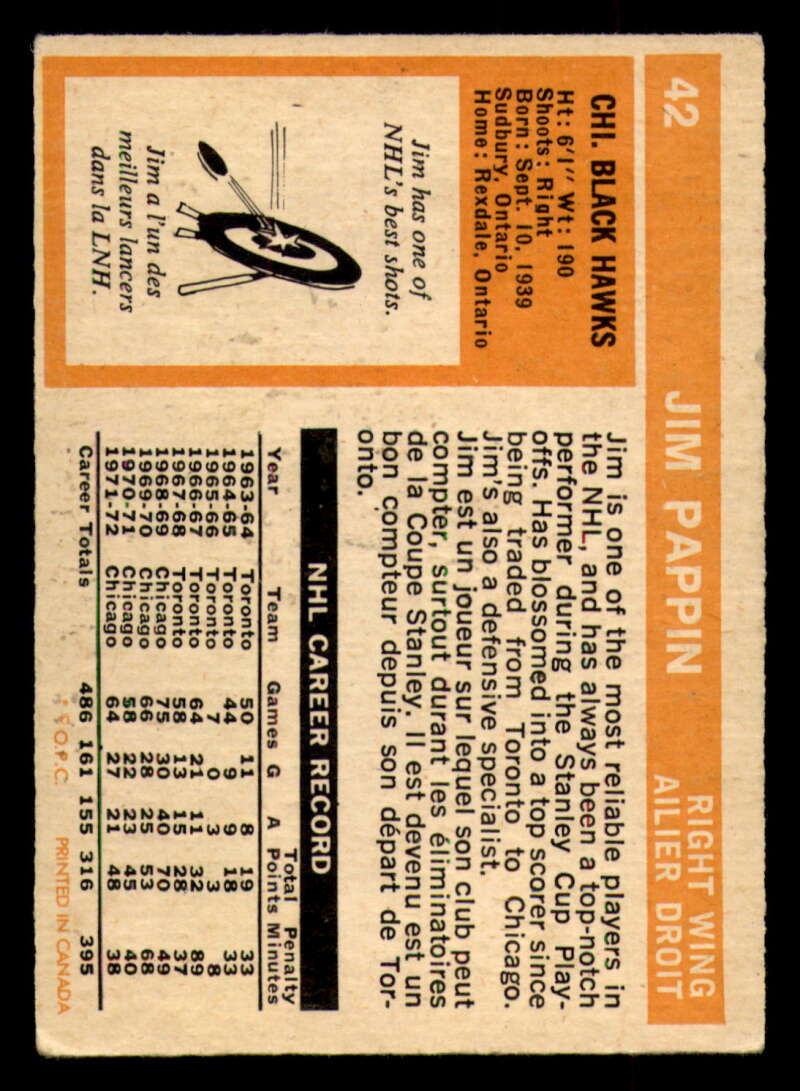 42
JIM PAPPIN
RIGHT WING
AILIER DROIT
CHI. BLACK HAWKS
Ht: 6'1" Wt: 190
Shoots: Right
Born: Sept. 10, 1939
Sudbury, Ontario
Home: Rexdale, Ontario
Jim has one of
NHL's best shots.
Jim a l'un des
meilleurs lancers
dans la LNH.
Jim is one of the most reliable players in
the NHL, and has always been a top-notch
performer during the Stanley Cup Play-
offs. Has blossomed into a top scorer since
being traded from Toronto to Chicago.
Jim's also a defensive specialist.
Jim est un joueur sur lequel son club peut
compter, surtout durant les éliminatoires
de la Coupe Stanley. Il est devenu est un
bon compteur depuis son départ de Tor-
onto.
NHL CAREER RECORD
Total Penalty
Year Team Games G A Points Minutes
1963-64 Toronto 50 11 8 19 33
1964-65 Toronto 44 9 9 18 33
1965-66 Toronto 7 0 3 3 8
1966-67 Toronto 64 21 11 32 89
1967-68 Toronto 58 13 15 28 37
1968-69 Chicago 75 30 40 70 49
1969-70 Chicago 66 28 25 53 68
1970-71 Chicago 58 22 23 45 40
1971-72 Chicago 64 27 21 48 38
Career Totals 486 161 155 316 395
O.P.C. PRINTED IN CANADA